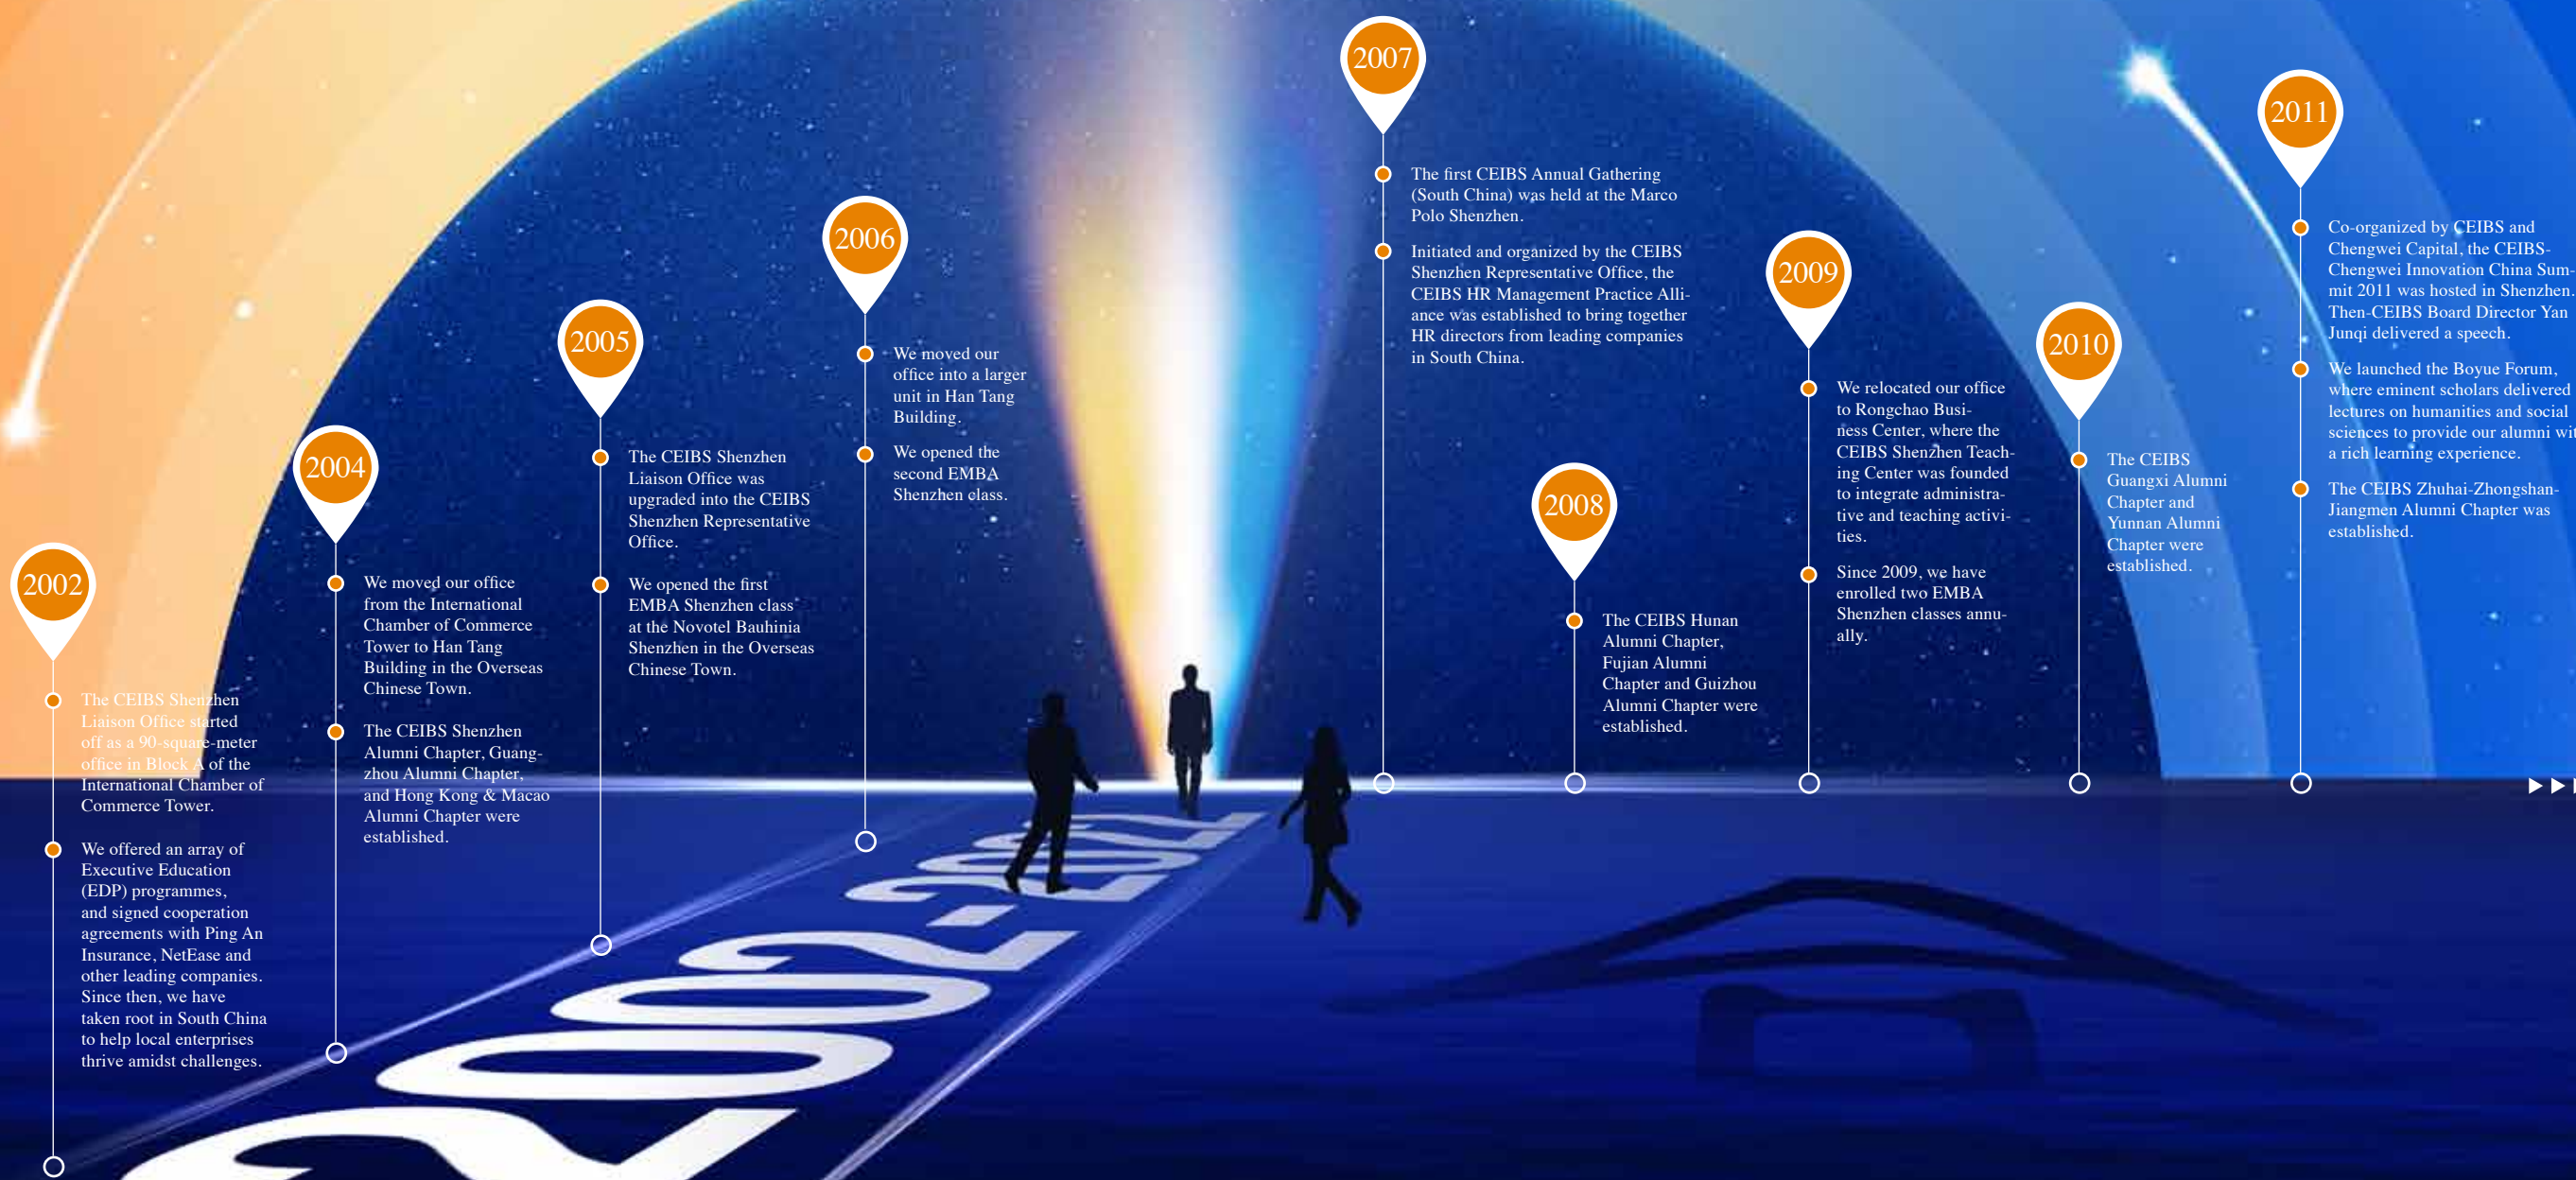 2002
The CEIBS Shenzhen
Liaison Office started
off as a 90-square-meter
office in Block A of the
International Chamber of
Commerce Tower.
We offered an array of
Executive Education
(EDP) programmes,
and signed cooperation
agreements with Ping An
Insurance, NetEase and
other leading companies.
Since then, we have
taken root in South China
to help local enterprises
thrive amidst challenges.
2004
We moved our office
from the International
Chamber of Commerce
Tower to Han Tang
Building in the Overseas
Chinese Town.
The CEIBS Shenzhen
Alumni Chapter, Guang-
zhou Alumni Chapter,
and Hong Kong & Macao
Alumni Chapter were
established.
2005
The CEIBS Shenzhen
Liaison Office was
upgraded into the CEIBS
Shenzhen Representative
Office.
We opened the first
EMBA Shenzhen class
at the Novotel Bauhinia
Shenzhen in the Overseas
Chinese Town.
2006
We moved our
office into a larger
unit in Han Tang
Building.
We opened the
second EMBA
Shenzhen class.
2007
The first CEIBS Annual Gathering
(South China) was held at the Marco
Polo Shenzhen.
Initiated and organized by the CEIBS
Shenzhen Representative Office, the
CEIBS HR Management Practice Alli-
ance was established to bring together
HR directors from leading companies
in South China.
2008
The CEIBS Hunan
Alumni Chapter,
Fujian Alumni
Chapter and Guizhou
Alumni Chapter were
established.
2009
We relocated our office
to Rongchao Busi-
ness Center, where the
CEIBS Shenzhen Teach-
ing Center was founded
to integrate administra-
tive and teaching activi-
ties.
Since 2009, we have
enrolled two EMBA
Shenzhen classes annu-
ally.
2010
The CEIBS
Guangxi Alumni
Chapter and
Yunnan Alumni
Chapter were
established.
2011
Co-organized by CEIBS and
Chengwei Capital, the CEIBS-
Chengwei Innovation China Sum-
mit 2011 was hosted in Shenzhen.
Then-CEIBS Board Director Yan
Junqi delivered a speech.
We launched the Boyue Forum,
where eminent scholars delivered
lectures on humanities and social
sciences to provide our alumni wit
a rich learning experience.
The CEIBS Zhuhai-Zhongshan-
Jiangmen Alumni Chapter was
established.
2002-2022